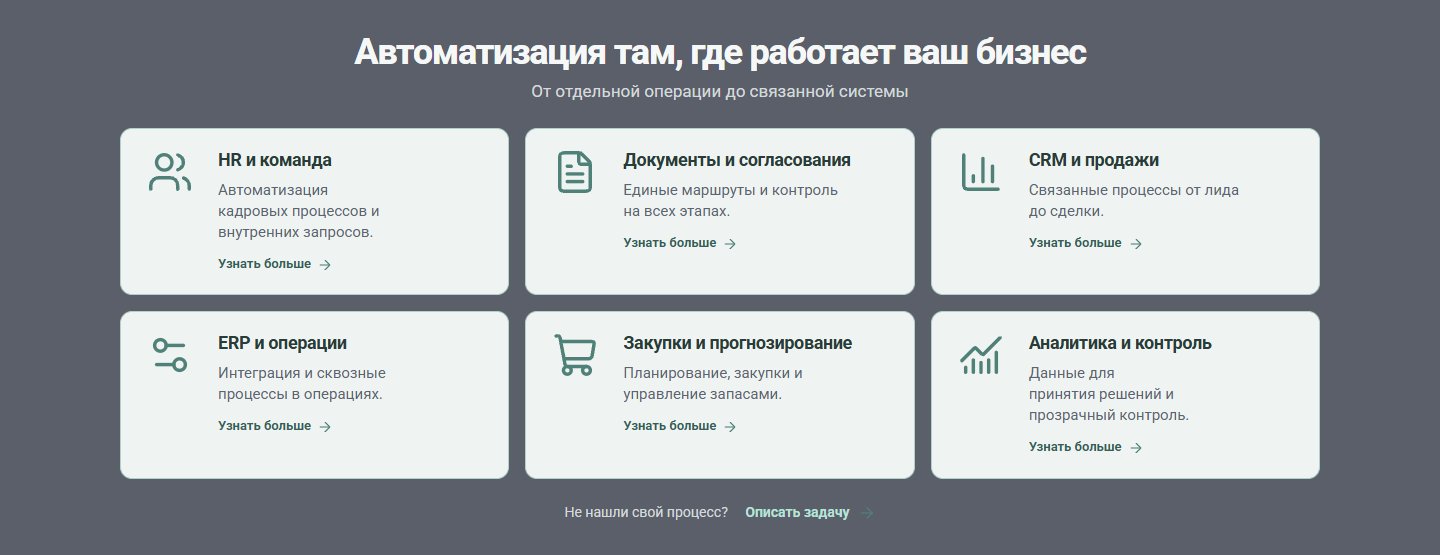 Автоматизация там, где работает ваш бизнес
От отдельной операции до связанной системы
HR и команда
Автоматизация
кадровых процессов и
внутренних запросов.
Узнать больше
Документы и согласования
Единые маршруты и контроль
на всех этапах.
Узнать больше
CRM и продажи
Связанные процессы от лида
до сделки.
Узнать больше
ERP и операции
Интеграция и сквозные
процессы в операциях.
Узнать больше
Закупки и прогнозирование
Планирование, закупки и
управление запасами.
Узнать больше
Аналитика и контроль
Данные для
принятия решений и
прозрачный контроль.
Узнать больше
Не нашли свой процесс? Описать задачу